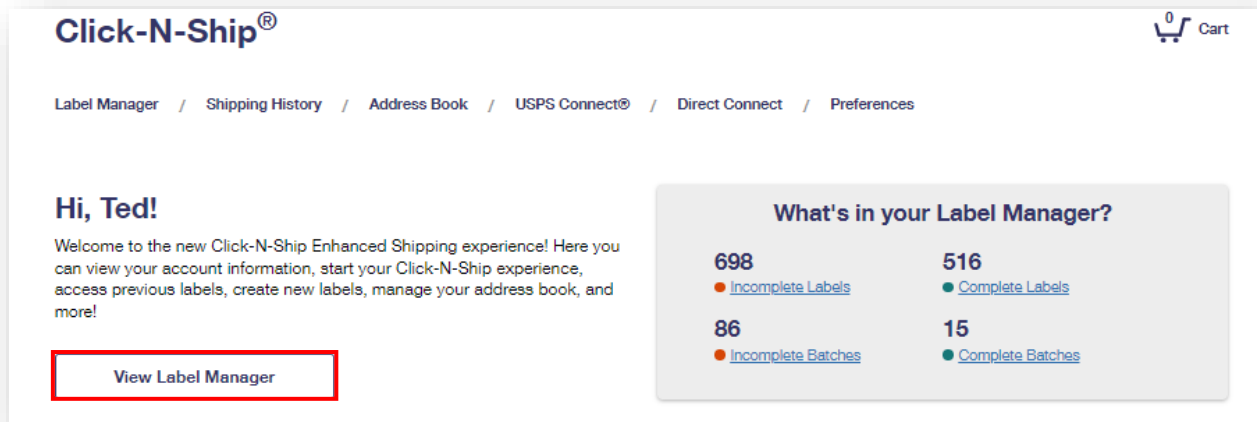 Click-N-Ship®
0 Cart
Label Manager / Shipping History / Address Book / USPS Connect® / Direct Connect / Preferences
Hi, Ted!
Welcome to the new Click-N-Ship Enhanced Shipping experience! Here you
can view your account information, start your Click-N-Ship experience,
access previous labels, create new labels, manage your address book, and
more!
View Label Manager
What's in your Label Manager?
698 516
Incomplete Labels Complete Labels
86 15
Incomplete Batches Complete Batches